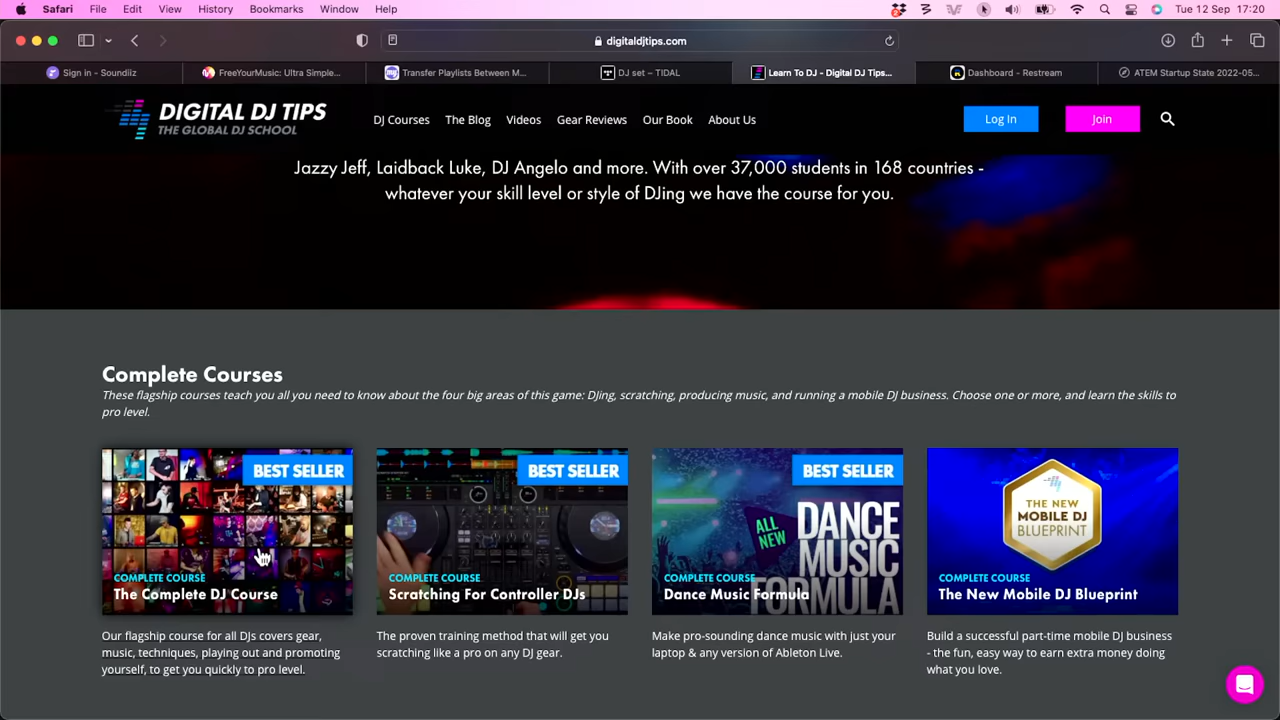 Safari File Edit View History Bookmarks Window Help Tue 12 Sep 17:20
digitaldjtips.com
Sign in - Soundiiz
FreeYourMusic: Ultra Simple...
Transfer Playlists Between M...
DJ set – TIDAL
Learn To DJ - Digital DJ Tips...
Dashboard - Restream
ATEM Startup State 2022-05...
DIGITAL DJ TIPS
THE GLOBAL DJ SCHOOL
DJ Courses The Blog Videos Gear Reviews Our Book About Us
Log In Join
Jazzy Jeff, Laidback Luke, DJ Angelo and more. With over 37,000 students in 168 countries -
whatever your skill level or style of DJing we have the course for you.
Complete Courses
These flagship courses teach you all you need to know about the four big areas of this game: DJing, scratching, producing music, and running a mobile DJ business. Choose one or more, and learn the skills to
pro level.
BEST SELLER
COMPLETE COURSE
The Complete DJ Course
Our flagship course for all DJs covers gear,
music, techniques, playing out and promoting
yourself, to get you quickly to pro level.
BEST SELLER
COMPLETE COURSE
Scratching For Controller DJs
The proven training method that will get you
scratching like a pro on any DJ gear.
BEST SELLER
ALL
NEW
DANCE
MUSIC
FORMULA
COMPLETE COURSE
Dance Music Formula
Make pro-sounding dance music with just your
laptop & any version of Ableton Live.
THE NEW
MOBILE DJ
BLUEPRINT
COMPLETE COURSE
The New Mobile DJ Blueprint
Build a successful part-time mobile DJ business
- the fun, easy way to earn extra money doing
what you love.